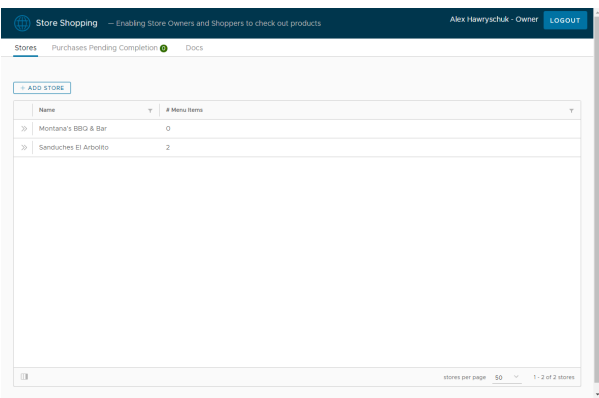 Store Shopping — Enabling Store Owners and Shoppers to check out products Alex Hawryschuk - Owner LOGOUT
Stores Purchases Pending Completion 0 Docs
+ ADD STORE
Name # Menu Items
Montana's BBQ & Bar 0
Sanduches El Arbolito 2
stores per page 50 1 - 2 of 2 stores